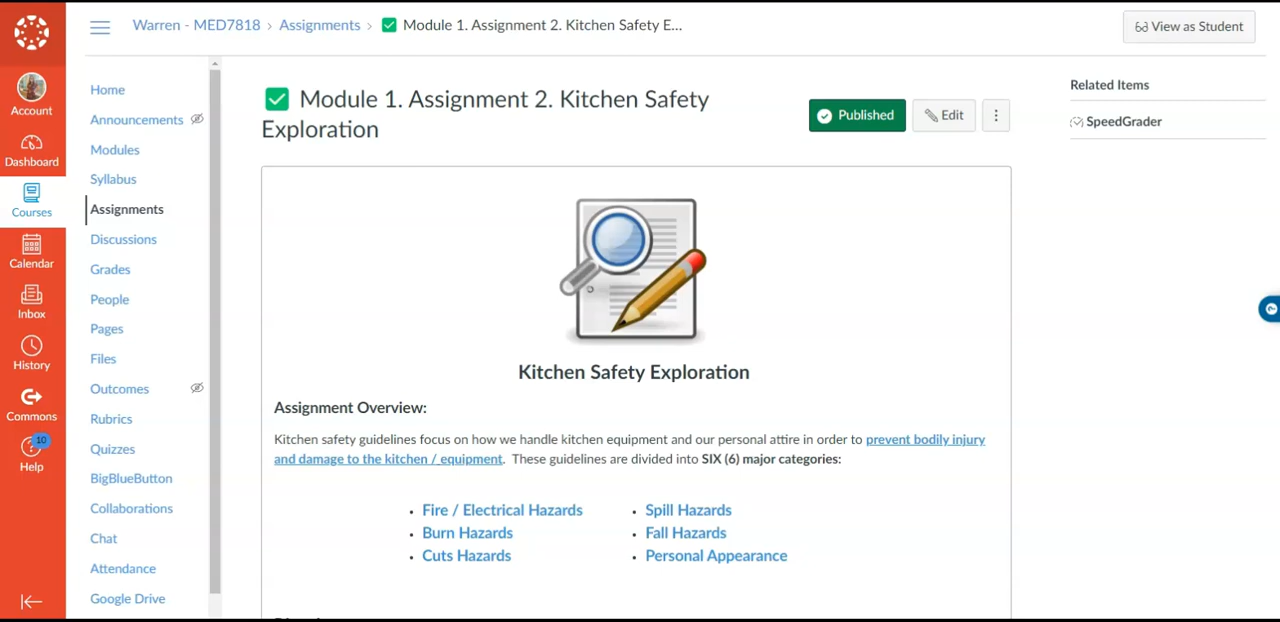 Warren - MED7818 › Assignments › Module 1. Assignment 2. Kitchen Safety E...
View as Student
Account
Dashboard
Courses
Calendar
Inbox
History
Commons
10
Help
Home
Announcements
Modules
Syllabus
Assignments
Discussions
Grades
People
Pages
Files
Outcomes
Rubrics
Quizzes
BigBlueButton
Collaborations
Chat
Attendance
Google Drive
Module 1. Assignment 2. Kitchen Safety
Exploration
Published
Edit
Kitchen Safety Exploration
Assignment Overview:
Kitchen safety guidelines focus on how we handle kitchen equipment and our personal attire in order to prevent bodily injury
and damage to the kitchen / equipment. These guidelines are divided into SIX (6) major categories:
• Fire / Electrical Hazards
• Burn Hazards
• Cuts Hazards
• Spill Hazards
• Fall Hazards
• Personal Appearance
Related Items
SpeedGrader